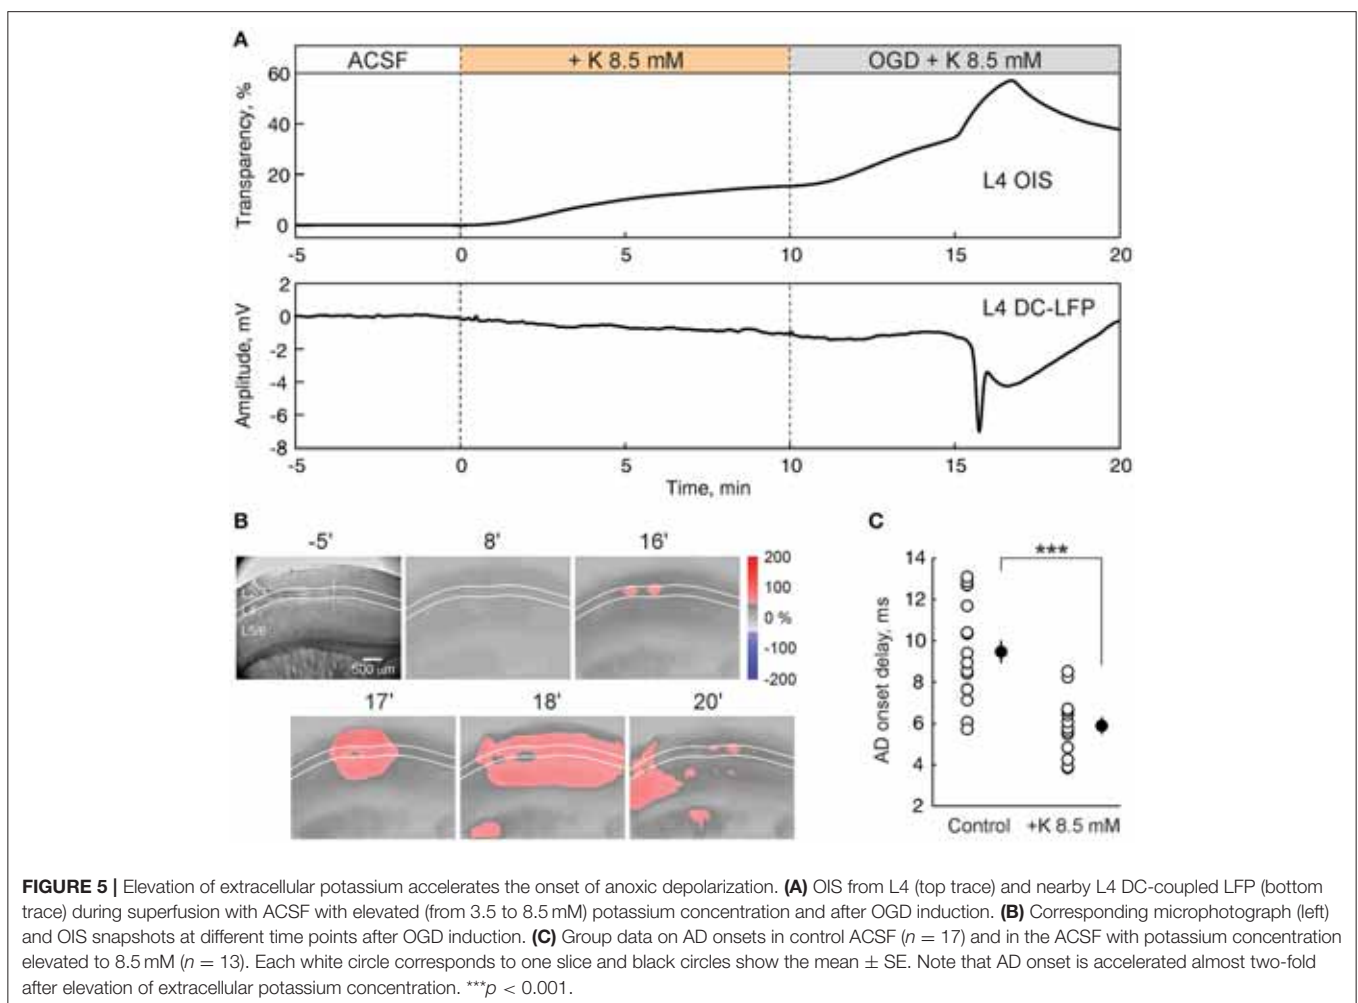 A
ACSF
+ K 8.5 mM
OGD + K 8.5 mM
Transparency, %
60
40
20
0
L4 OIS
-5
0
5
10
15
20
Amplitude, mV
2
0
-2
-4
-6
-8
L4 DC-LFP
-5
0
5
10
15
20
Time, min
B
-5'
8'
16'
500 um
200
100
0 %
-100
-200
17'
18'
20'
C
AD onset delay, ms
14
12
10
8
6
4
2
***
Control
+K 8.5 mM
FIGURE 5 | Elevation of extracellular potassium accelerates the onset of anoxic depolarization. (A) OIS from L4 (top trace) and nearby L4 DC-coupled LFP (bottom
trace) during superfusion with ACSF with elevated (from 3.5 to 8.5 mM) potassium concentration and after OGD induction. (B) Corresponding microphotograph (left)
and OIS snapshots at different time points after OGD induction. (C) Group data on AD onsets in control ACSF (n = 17) and in the ACSF with potassium concentration
elevated to 8.5 mM (n = 13). Each white circle corresponds to one slice and black circles show the mean ± SE. Note that AD onset is accelerated almost two-fold
after elevation of extracellular potassium concentration. ***p < 0.001.